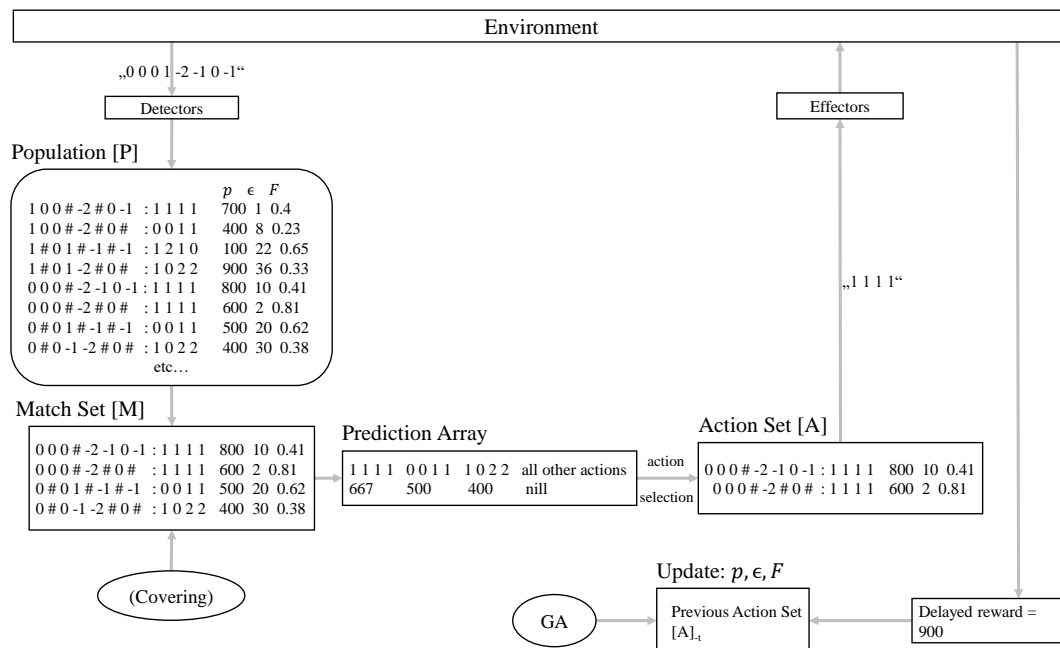 Environment
„0 0 0 1 -2 -1 0 -1“
Detectors
Effectors
Population [P]
p ϵ F
1 0 0 # -2 # 0 -1 : 1 1 1 1 700 1 0.4
1 0 0 # -2 # 0 # : 0 0 1 1 400 8 0.23
1 # 0 1 # -1 # -1 : 1 2 1 0 100 22 0.65
1 # 0 1 -2 # 0 # : 1 0 2 2 900 36 0.33
0 0 0 # -2 -1 0 -1 : 1 1 1 1 800 10 0.41
0 0 0 # -2 # 0 # : 1 1 1 1 600 2 0.81
0 # 0 1 # -1 # -1 : 0 0 1 1 500 20 0.62
0 # 0 -1 -2 # 0 # : 1 0 2 2 400 30 0.38
etc…
„1 1 1 1“
Match Set [M]
0 0 0 # -2 -1 0 -1 : 1 1 1 1 800 10 0.41
0 0 0 # -2 # 0 # : 1 1 1 1 600 2 0.81
0 # 0 1 # -1 # -1 : 0 0 1 1 500 20 0.62
0 # 0 -1 -2 # 0 # : 1 0 2 2 400 30 0.38
Prediction Array
1 1 1 1 0 0 1 1 1 0 2 2 all other actions
667 500 400 nill
action
selection
Action Set [A]
0 0 0 # -2 -1 0 -1 : 1 1 1 1 800 10 0.41
0 0 0 # -2 # 0 # : 1 1 1 1 600 2 0.81
(Covering)
GA
Update: p, ϵ, F
Previous Action Set
[A]-t
Delayed reward =
900